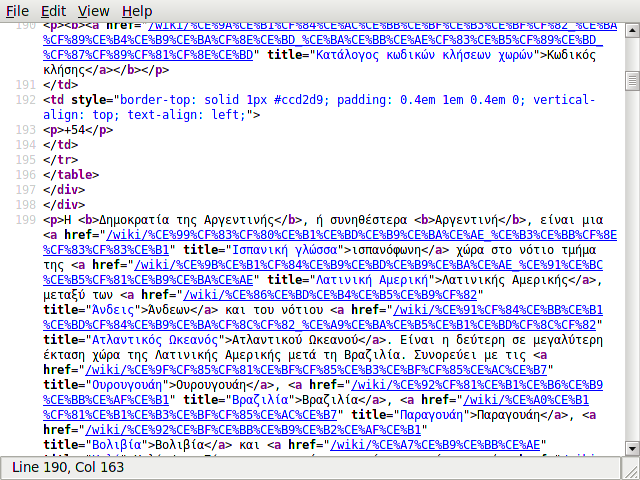 File Edit View Help
190 <p><b><a href="/wiki/%CE%9A%CE%B1%CF%84%CE%AC%CE%BB%CE%BF%CE%B3%CE%BF%CF%82_%CE%BA
%CF%89%CE%B4%CE%B9%CE%BA%CF%8E%CE%BD_%CE%BA%CE%BB%CE%AE%CF%83%CE%B5%CF%89%CE%BD_
%CF%87%CF%89%CF%81%CF%8E%CE%BD" title="Κατάλογος κωδικών κλήσεων χωρών">Κωδικός
κλήσης</a></b></p>
191 </td>
192 <td style="border-top: solid 1px #ccd2d9; padding: 0.4em 1em 0.4em 0; vertical-
align: top; text-align: left;">
193 <p>+54</p>
194 </td>
195 </tr>
196 </table>
197 </div>
198 </div>
199 <p>Η <b>Δημοκρατία της Αργεντινής</b>, ή συνηθέστερα <b>Αργεντινή</b>, είναι μια
<a href="/wiki/%CE%99%CF%83%CF%80%CE%B1%CE%BD%CE%B9%CE%BA%CE%AE_%CE%B3%CE%BB%CF%8E
%CF%83%CF%83%CE%B1" title="Ισπανική γλώσσα">ισπανόφωνη</a> χώρα στο νότιο τμήμα
της <a href="/wiki/%CE%9B%CE%B1%CF%84%CE%B9%CE%BD%CE%B9%CE%BA%CE%AE_%CE%91%CE%BC
%CE%B5%CF%81%CE%B9%CE%BA%CE%AE" title="Λατινική Αμερική">Λατινικής Αμερικής</a>,
μεταξύ των <a href="/wiki/%CE%86%CE%BD%CE%B4%CE%B5%CE%B9%CF%82"
title="Άνδεις">Άνδεων</a> και του νότιου <a href="/wiki/%CE%91%CF%84%CE%BB%CE%B1
%CE%BD%CF%84%CE%B9%CE%BA%CF%8C%CF%82_%CE%A9%CE%BA%CE%B5%CE%B1%CE%BD%CF%8C%CF%82"
title="Ατλαντικός Ωκεανός">Ατλαντικού Ωκεανού</a>. Είναι η δεύτερη σε μεγαλύτερη
έκταση χώρα της Λατινικής Αμερικής μετά τη Βραζιλία. Συνορεύει με τις <a
href="/wiki/%CE%9F%CF%85%CF%81%CE%BF%CF%85%CE%B3%CE%BF%CF%85%CE%AC%CE%B7"
title="Ουρουγουάη">Ουρουγουάη</a>, <a href="/wiki/%CE%92%CF%81%CE%B1%CE%B6%CE%B9
%CE%BB%CE%AF%CE%B1" title="Βραζιλία">Βραζιλία</a>, <a href="/wiki/%CE%A0%CE%B1
%CF%81%CE%B1%CE%B3%CE%BF%CF%85%CE%AC%CE%B7" title="Παραγουάη">Παραγουάη</a>, <a
href="/wiki/%CE%92%CE%BF%CE%BB%CE%B9%CE%B2%CE%AF%CE%B1"
title="Βολιβία">Βολιβία</a> και <a href="/wiki/%CE%A7%CE%B9%CE%BB%CE%AE"
Line 190, Col 163